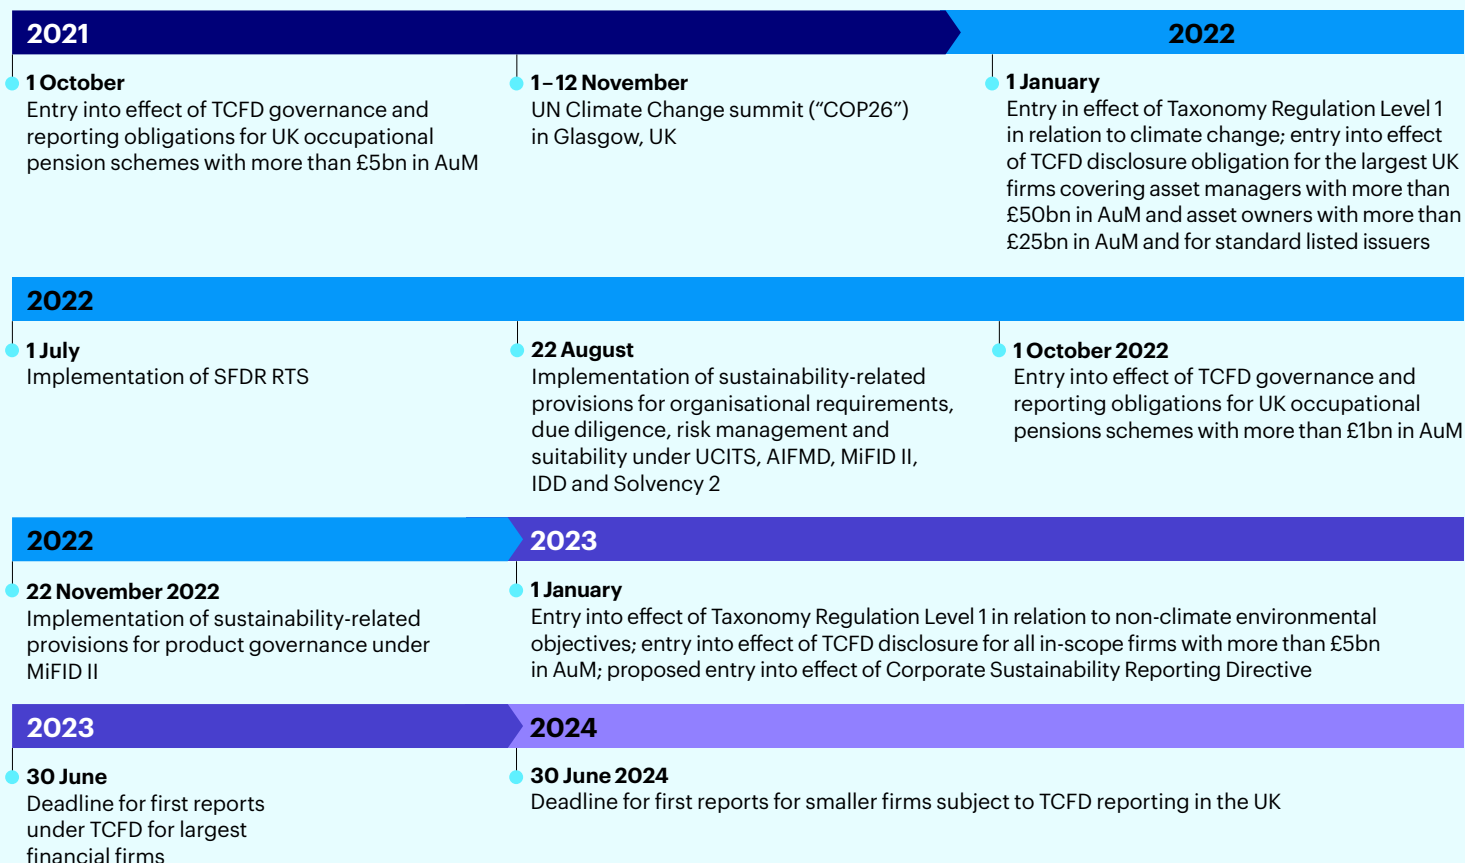 2021
2022
1 October
Entry into effect of TCFD governance and
reporting obligations for UK occupational
pension schemes with more than £5bn in AuM
1–12 November
UN Climate Change summit (“COP26”)
in Glasgow, UK
1 January
Entry in effect of Taxonomy Regulation Level 1
in relation to climate change; entry into effect
of TCFD disclosure obligation for the largest UK
firms covering asset managers with more than
£50bn in AuM and asset owners with more than
£25bn in AuM and for standard listed issuers
2022
1 July
Implementation of SFDR RTS
22 August
Implementation of sustainability-related
provisions for organisational requirements,
due diligence, risk management and
suitability under UCITS, AIFMD, MiFID II,
IDD and Solvency 2
1 October 2022
Entry into effect of TCFD governance and
reporting obligations for UK occupational
pensions schemes with more than £1bn in AuM
2022
2023
22 November 2022
Implementation of sustainability-related
provisions for product governance under
MiFID II
1 January
Entry into effect of Taxonomy Regulation Level 1 in relation to non-climate environmental
objectives; entry into effect of TCFD disclosure for all in-scope firms with more than £5bn
in AuM; proposed entry into effect of Corporate Sustainability Reporting Directive
2023
2024
30 June
Deadline for first reports
under TCFD for largest
financial firms
30 June 2024
Deadline for first reports for smaller firms subject to TCFD reporting in the UK